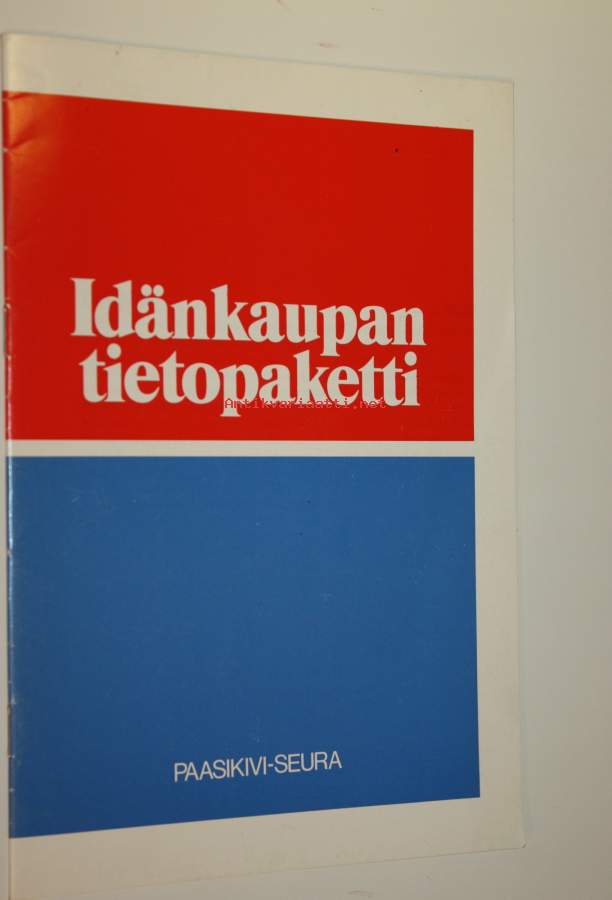 Idänkaupan
tietopaketti
Antikvariaatti.net
PAASIKIVI-SEURA